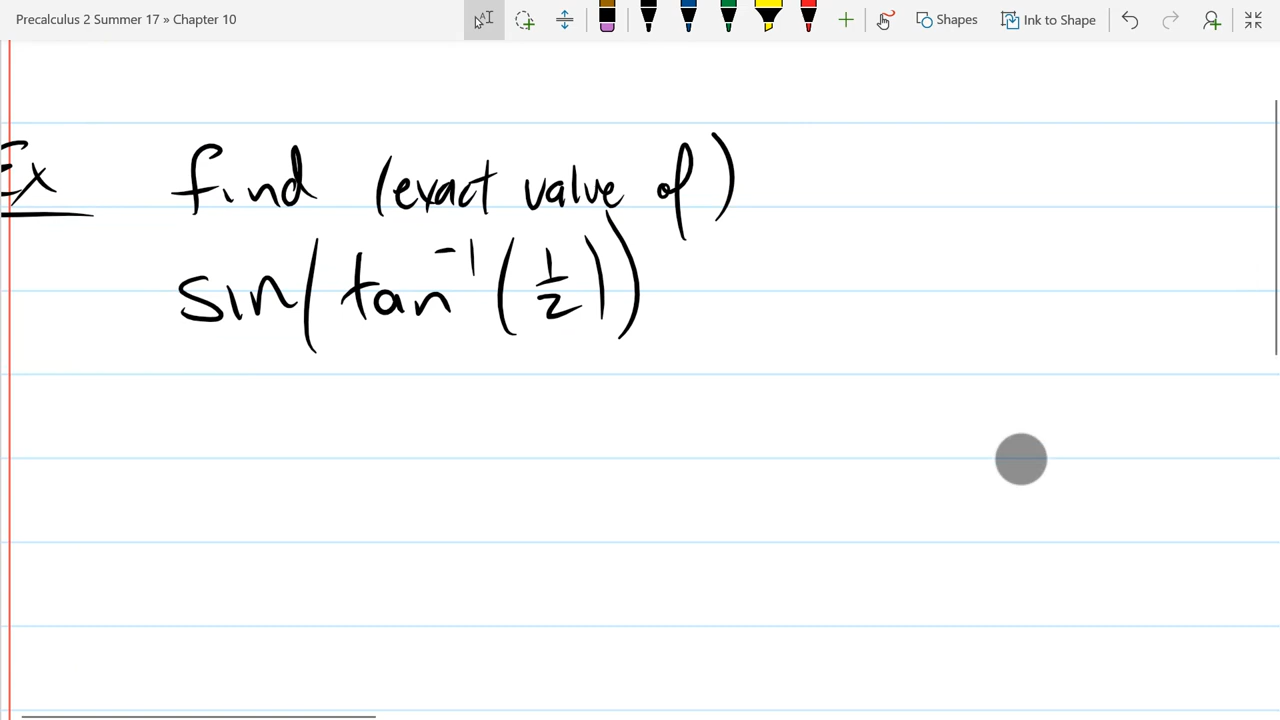 Precalculus 2 Summer 17 » Chapter 10
Shapes
Ink to Shape
Ex find (exact value of)
sin(tan⁻¹(1/2))